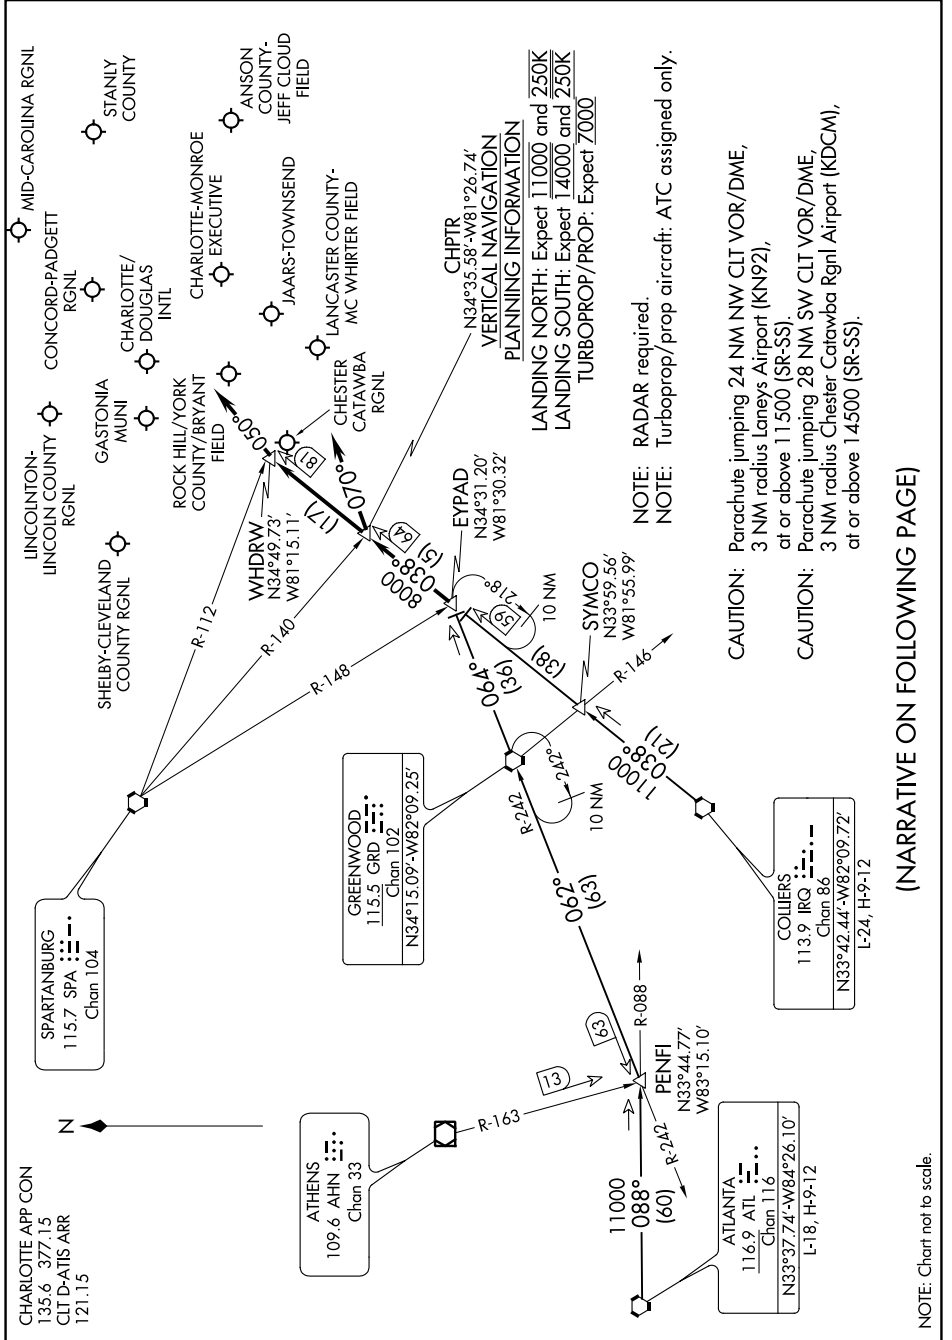 CHARLOTTE APP CON
135.6 377.15
CLT D-ATIS ARR
121.15
N
SPARTANBURG
115.7 SPA
Chan 104
ATHENS
109.6 AHN
Chan 33
GREENWOOD
115.5 GRD
Chan 102
N34°15.09′-W82°09.25′
ATLANTA
116.9 ATL
Chan 116
N33°37.74′-W84°26.10′
L-18, H-9-12
COLLIERS
113.9 IRQ
Chan 86
N33°42.44′-W82°09.72′
L-24, H-9-12
LINCOLNTON-
LINCOLN COUNTY
RGNL
SHELBY-CLEVELAND
COUNTY RGNL
GASTONIA
MUNI
MID-CAROLINA RGNL
CONCORD-PADGETT
RGNL
STANLY
COUNTY
CHARLOTTE/
DOUGLAS
INTL
CHARLOTTE-MONROE
EXECUTIVE
ANSON
COUNTY-
JEFF CLOUD
FIELD
JAARS-TOWNSEND
LANCASTER COUNTY-
MC WHIRTER FIELD
ROCK HILL/YORK
COUNTY/BRYANT
FIELD
CHESTER
CATAWBA
RGNL
WHDRW
N34°49.73′
W81°15.11′
R-112
R-140
R-148
050°
81
(17)
070°
64
8000
038°
(5)
EYPAD
N34°31.20′
W81°30.32′
59
218°
10 NM
064°
(36)
(38)
SYMCO
N33°59.56′
W81°55.99′
R-146
11000
038°
(21)
R-242
242°
10 NM
062°
(63)
63
13
R-163
R-088
PENFI
N33°44.77′
W83°15.10′
R-242
11000
088°
(60)
CHPTR
N34°35.58′-W81°26.74′
VERTICAL NAVIGATION
PLANNING INFORMATION
LANDING NORTH: Expect 11000 and 250K
LANDING SOUTH: Expect 14000 and 250K
TURBOPROP/PROP: Expect 7000
NOTE: RADAR required.
NOTE: Turboprop/prop aircraft: ATC assigned only.
CAUTION: Parachute jumping 24 NM NW CLT VOR/DME,
3 NM radius Laneys Airport (KN92),
at or above 11500 (SR-SS).
CAUTION: Parachute jumping 28 NM SW CLT VOR/DME,
3 NM radius Chester Catawba Rgnl Airport (KDCM),
at or above 14500 (SR-SS).
(NARRATIVE ON FOLLOWING PAGE)
NOTE: Chart not to scale.